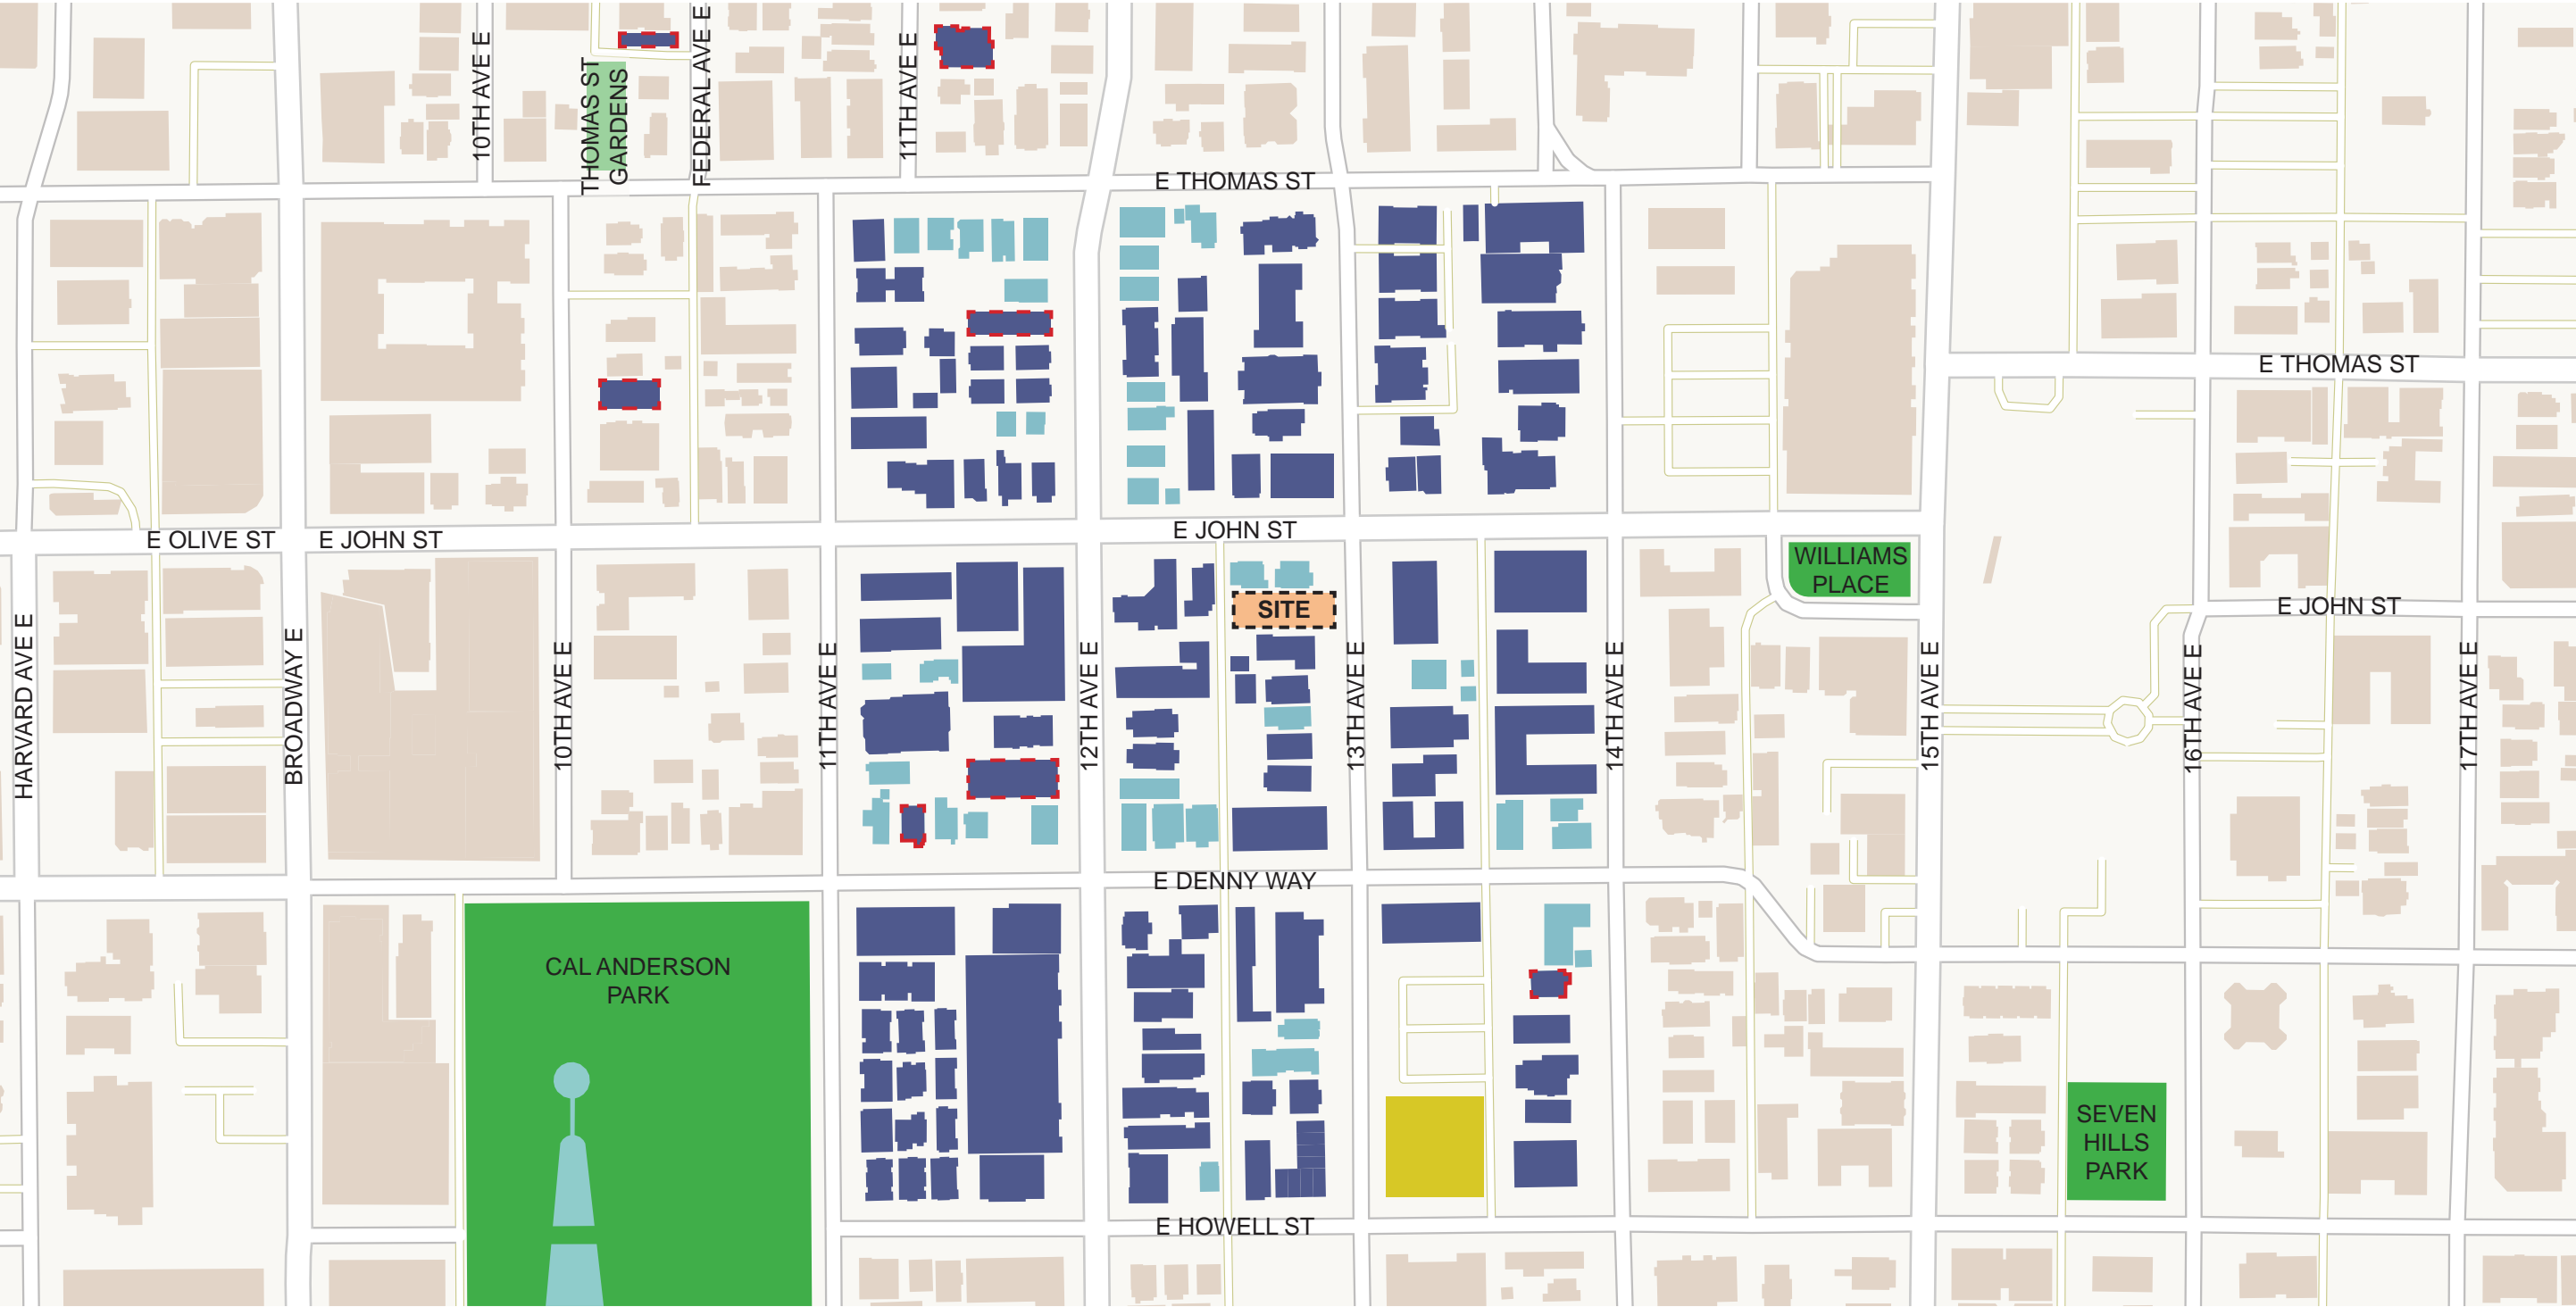 10TH AVE E
THOMAS ST
GARDENS
FEDERAL AVE E
11TH AVE E
E THOMAS ST
E THOMAS ST
E OLIVE ST
E JOHN ST
E JOHN ST
WILLIAMS
PLACE
SITE
E JOHN ST
HARVARD AVE E
BROADWAY E
10TH AVE E
11TH AVE E
12TH AVE E
13TH AVE E
14TH AVE E
15TH AVE E
16TH AVE E
17TH AVE E
E DENNY WAY
CAL ANDERSON
PARK
SEVEN
HILLS
PARK
E HOWELL ST